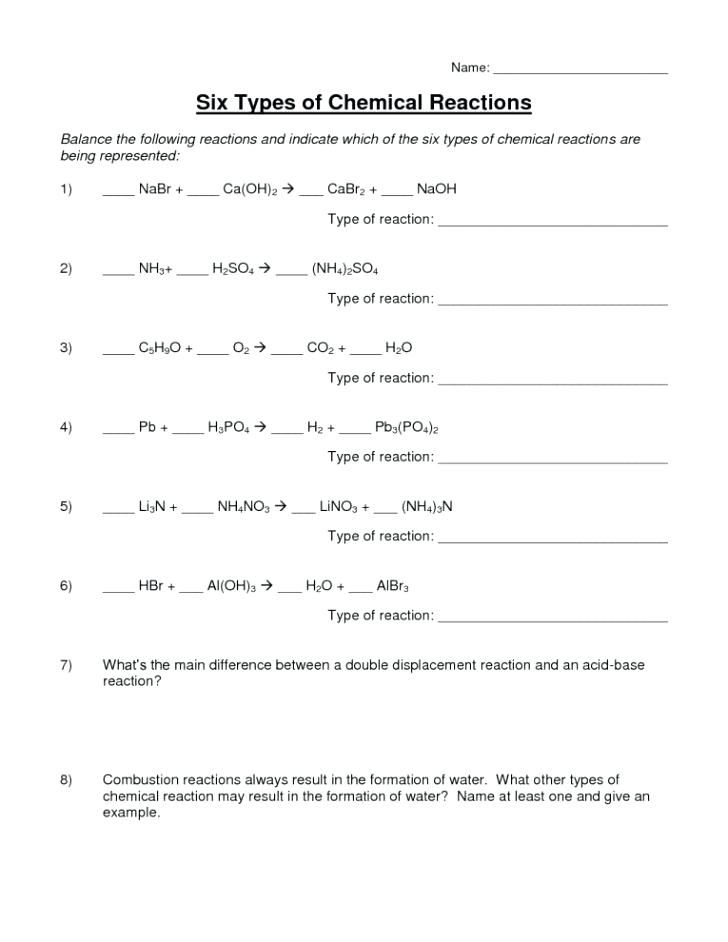 Name: ________________________
Six Types of Chemical Reactions
Balance the following reactions and indicate which of the six types of chemical reactions are
being represented:
1) ____ NaBr + ____ Ca(OH)₂ → ___ CaBr₂ + ____ NaOH
Type of reaction: ______________________________
2) ____ NH₃+ ____ H₂SO₄ → ____ (NH₄)₂SO₄
Type of reaction: ______________________________
3) ____ C₅H₉O + ____ O₂ → ____ CO₂ + ____ H₂O
Type of reaction: ______________________________
4) ____ Pb + ____ H₃PO₄ → ____ H₂ + ____ Pb₃(PO₄)₂
Type of reaction: ______________________________
5) ____ Li₃N + ____ NH₄NO₃ → ___ LiNO₃ + ___ (NH₄)₃N
Type of reaction: ______________________________
6) ____ HBr + ___ Al(OH)₃ → ___ H₂O + ___ AlBr₃
Type of reaction: ______________________________
7) What's the main difference between a double displacement reaction and an acid-base
reaction?
8) Combustion reactions always result in the formation of water. What other types of
chemical reaction may result in the formation of water? Name at least one and give an
example.